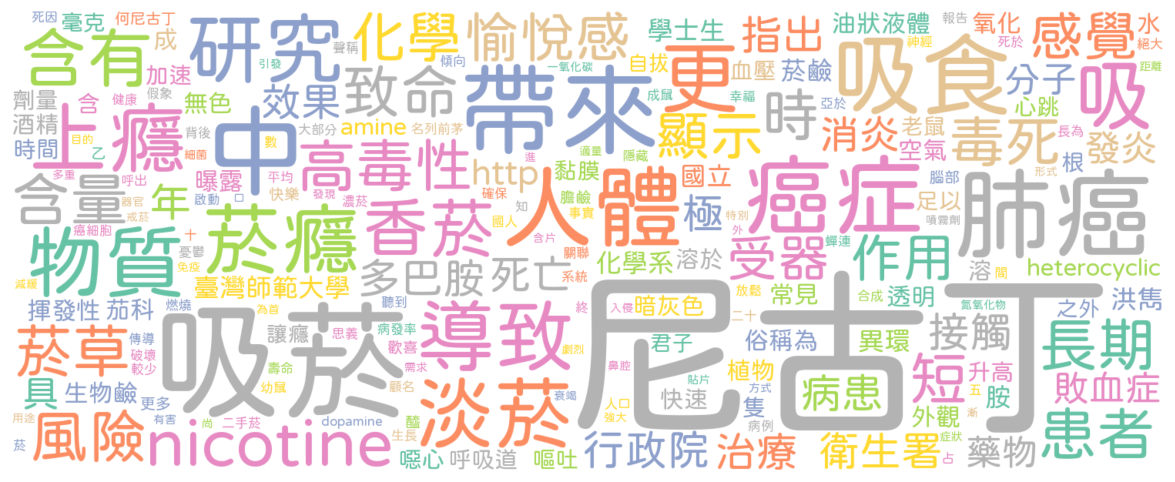 死因 毫克 何尼古丁 成 含有 研究 聲稱 化學 愉悅感 學士生 指出 油狀液體 神經 報告 氧化 死於 感覺 水 絕大
加速 引發 傾向 一氧化碳 自拔 血壓 菸鹼 分子 距離
劑量 含 健康 假象 效果 致命 帶來 成鼠 幸福 更 吸食 心跳 吸
酒精 無色 背後 大部分 amine 名列前茅 適量 隱藏 顯示 時 亞於 消炎 老鼠 毒死 長為 發炎
時間 目的 乙 細菌 中 數 高毒性 進 空氣 根 形式
上癮 多重 呼出 曝露 平均 發現 http 黏膜 國立 腦部
含量 器官 戒菸 年 啟動 口 快樂 濃菸 確保 膽鹼 人體 極 癌症 足以 噴霧劑 肺癌
癌細胞 十 菸癮 香菸 知 國人 事實 特別 外 蟬連
物質 憂鬱 免疫 多巴胺 死亡 含片 關聯 化學系 溶於 受器 作用 溶 閩 heterocyclic
減緩 臺灣師範大學 聽到 系統 放鬆 常見 合成 透明 氮氧化物
揮發性 茄科 燃燒 為首 終 入侵 暗灰色 二十 之外 洪雋
菸草 傳導 吸菸 讓癮 思義 病發率 導致 劇烈 尼古丁 君子 俗稱為 異環 接觸 長期
破壞 較少 歡喜 需求 鼻腔 植物 升高
具 生物鹼 壽命 幼鼠 顧名 淡菸 衰竭 貼片 方式 快速 病患 短 五 胺 敗血症
用途 更多 人口 強大 隻 外觀 漸
有害 尚 二手菸 dopamine 醯 病例 症狀 患者
菸 風險 nicotine 生長 噁心 呼吸道 嘔吐 行政院 治療 衛生署 占 藥物